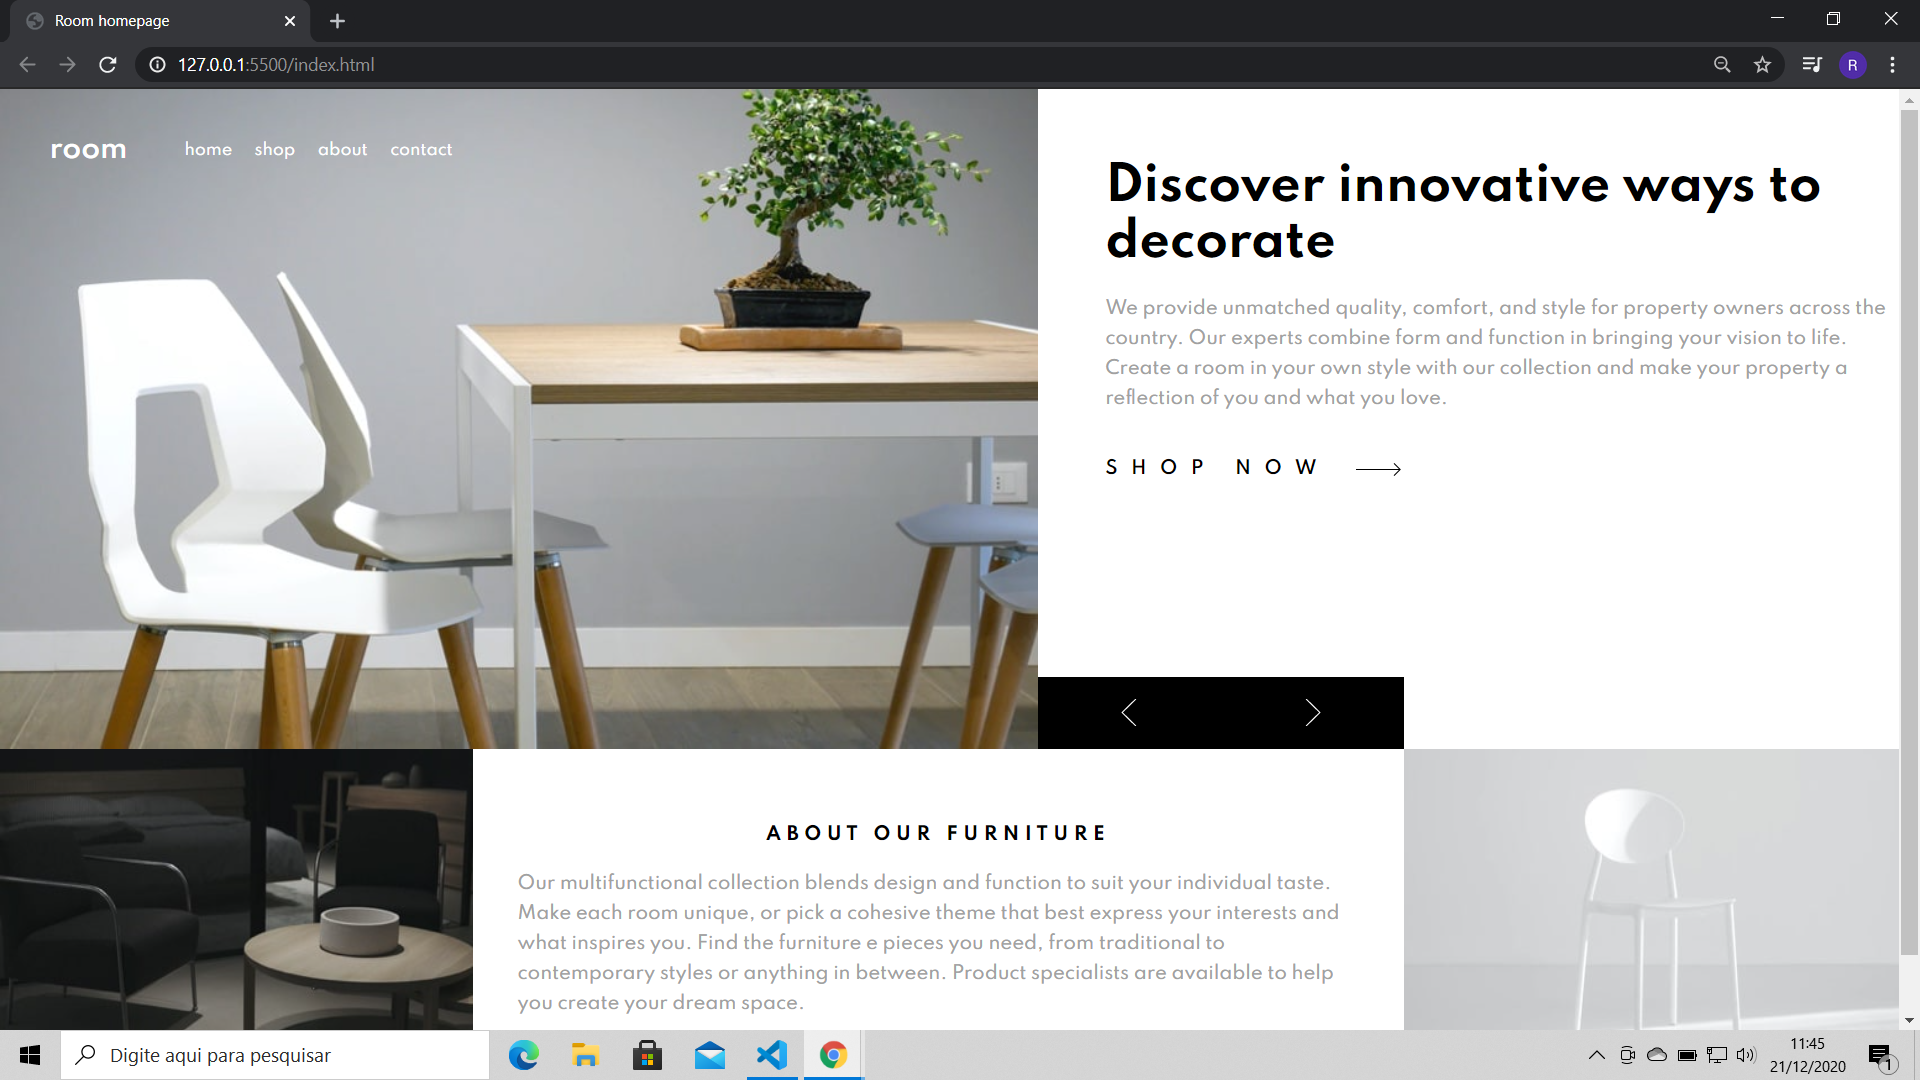 Room homepage
127.0.0.1:5500/index.html
R
room
home shop about contact
Discover innovative ways to
decorate
We provide unmatched quality, comfort, and style for property owners across the
country. Our experts combine form and function in bringing your vision to life.
Create a room in your own style with our collection and make your property a
reflection of you and what you love.
SHOP NOW
ABOUT OUR FURNITURE
Our multifunctional collection blends design and function to suit your individual taste.
Make each room unique, or pick a cohesive theme that best express your interests and
what inspires you. Find the furniture e pieces you need, from traditional to
contemporary styles or anything in between. Product specialists are available to help
you create your dream space.
Digite aqui para pesquisar
11:45
21/12/2020
1